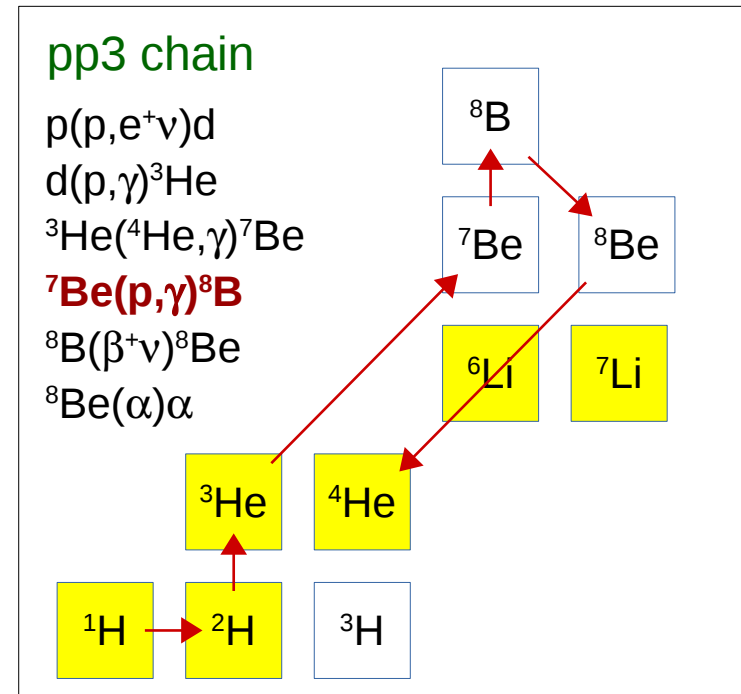 pp3 chain
p(p,e⁺ν)d
d(p,γ)³He
³He(⁴He,γ)⁷Be
⁷Be(p,γ)⁸B
⁸B(β⁺ν)⁸Be
⁸Be(α)α
⁸B
⁷Be ⁸Be
⁶Li ⁷Li
³He ⁴He
¹H ²H ³H